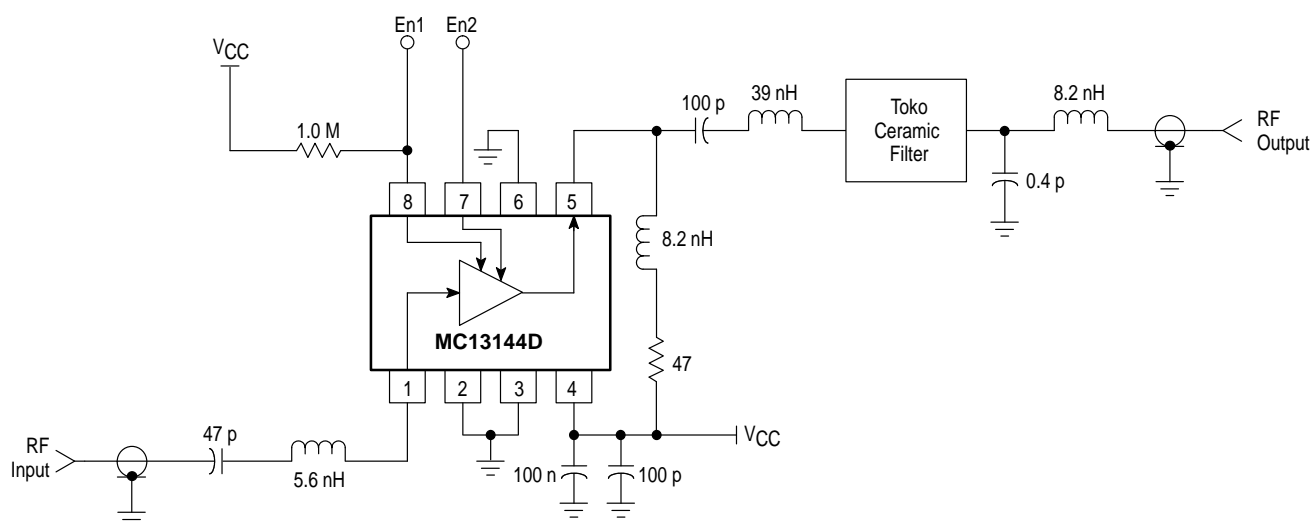 En1
En2
VCC
1.0 M
8
7
6
5
100 p
39 nH
Toko
Ceramic
Filter
8.2 nH
RF
Output
0.4 p
8.2 nH
MC13144D
47
1
2
3
4
VCC
RF
Input
47 p
5.6 nH
100 n
100 p